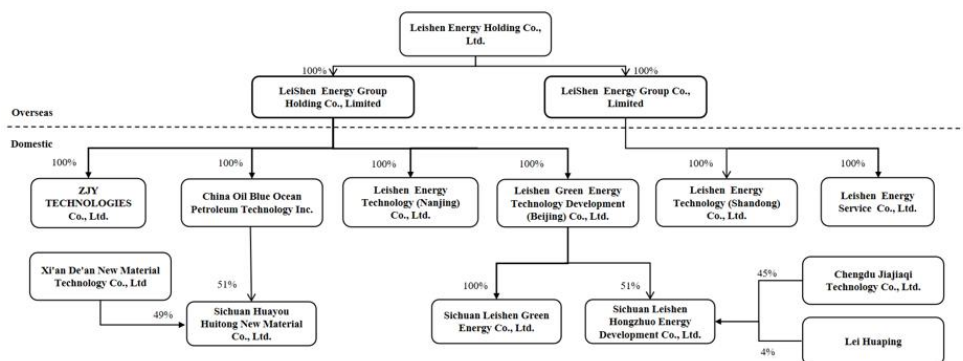 Leishen Energy Holding Co.,
Ltd.
100%
100%
LeiShen Energy Group
Holding Co., Limited
LeiShen Energy Group Co.,
Limited
Overseas
Domestic
100%
100%
100%
100%
100%
100%
ZJY
TECHNOLOGIES
Co., Ltd.
China Oil Blue Ocean
Petroleum Technology Inc.
Leishen Energy
Technology (Nanjing)
Co., Ltd.
Leishen Green Energy
Technology Development
(Beijing) Co., Ltd.
Leishen Energy
Technology (Shandong)
Co., Ltd.
Leishen Energy
Service Co., Ltd.
Xi'an De'an New Material
Technology Co., Ltd
51%
100%
51%
45%
Chengdu Jiajiaqi
Technology Co., Ltd.
49%
Sichuan Huayou
Huitong New Material
Co., Ltd.
Sichuan Leishen Green
Energy Co., Ltd.
Sichuan Leishen
Hongzhuo Energy
Development Co., Ltd.
4%
Lei Huaping